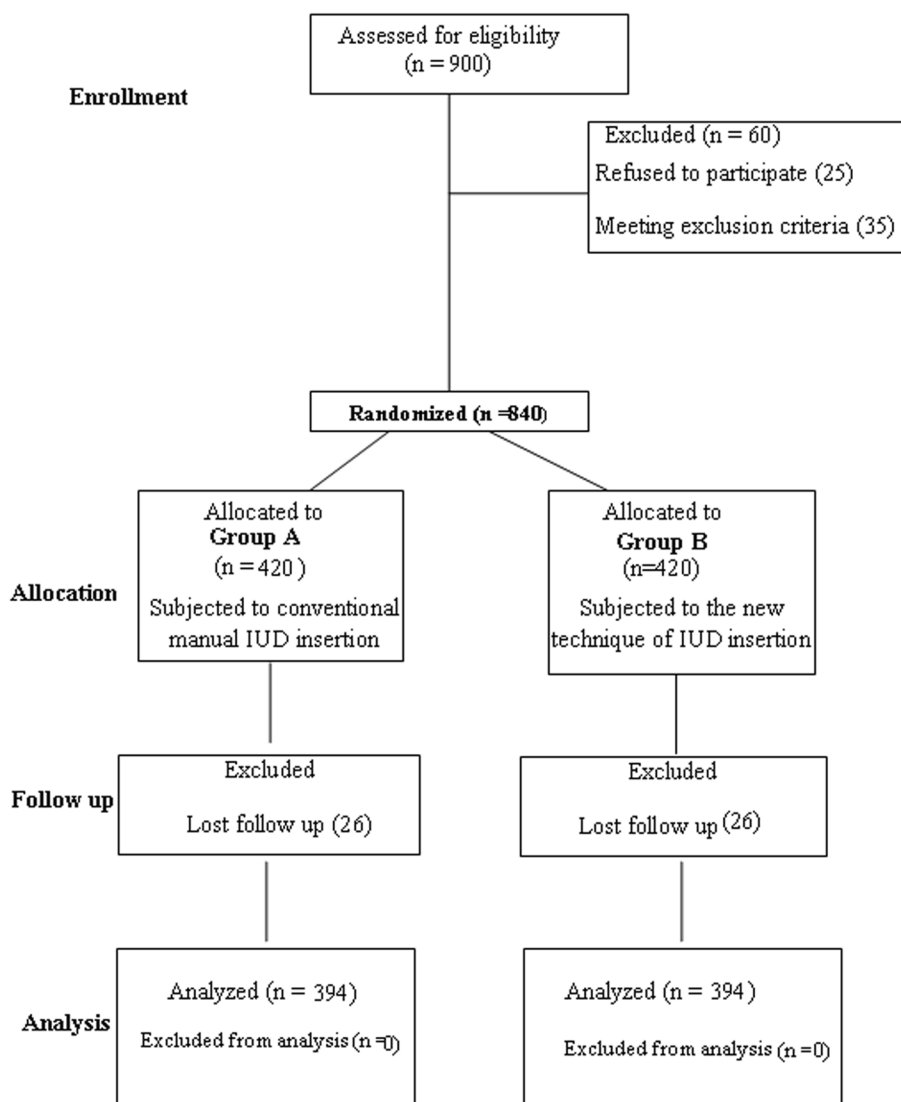 Assessed for eligibility
(n = 900)
Enrollment
Excluded (n = 60)
Refused to participate (25)
Meeting exclusion criteria (35)
Randomized (n =840)
Allocated to
Group A
(n = 420)
Subjected to conventional
manual IUD insertion
Allocated to
Group B
(n=420)
Subjected to the new
technique of IUD insertion
Allocation
Excluded
Lost follow up (26)
Excluded
Lost follow up (26)
Follow up
Analyzed (n = 394)
Excluded from analysis (n =0)
Analyzed (n = 394)
Excluded from analysis (n =0)
Analysis